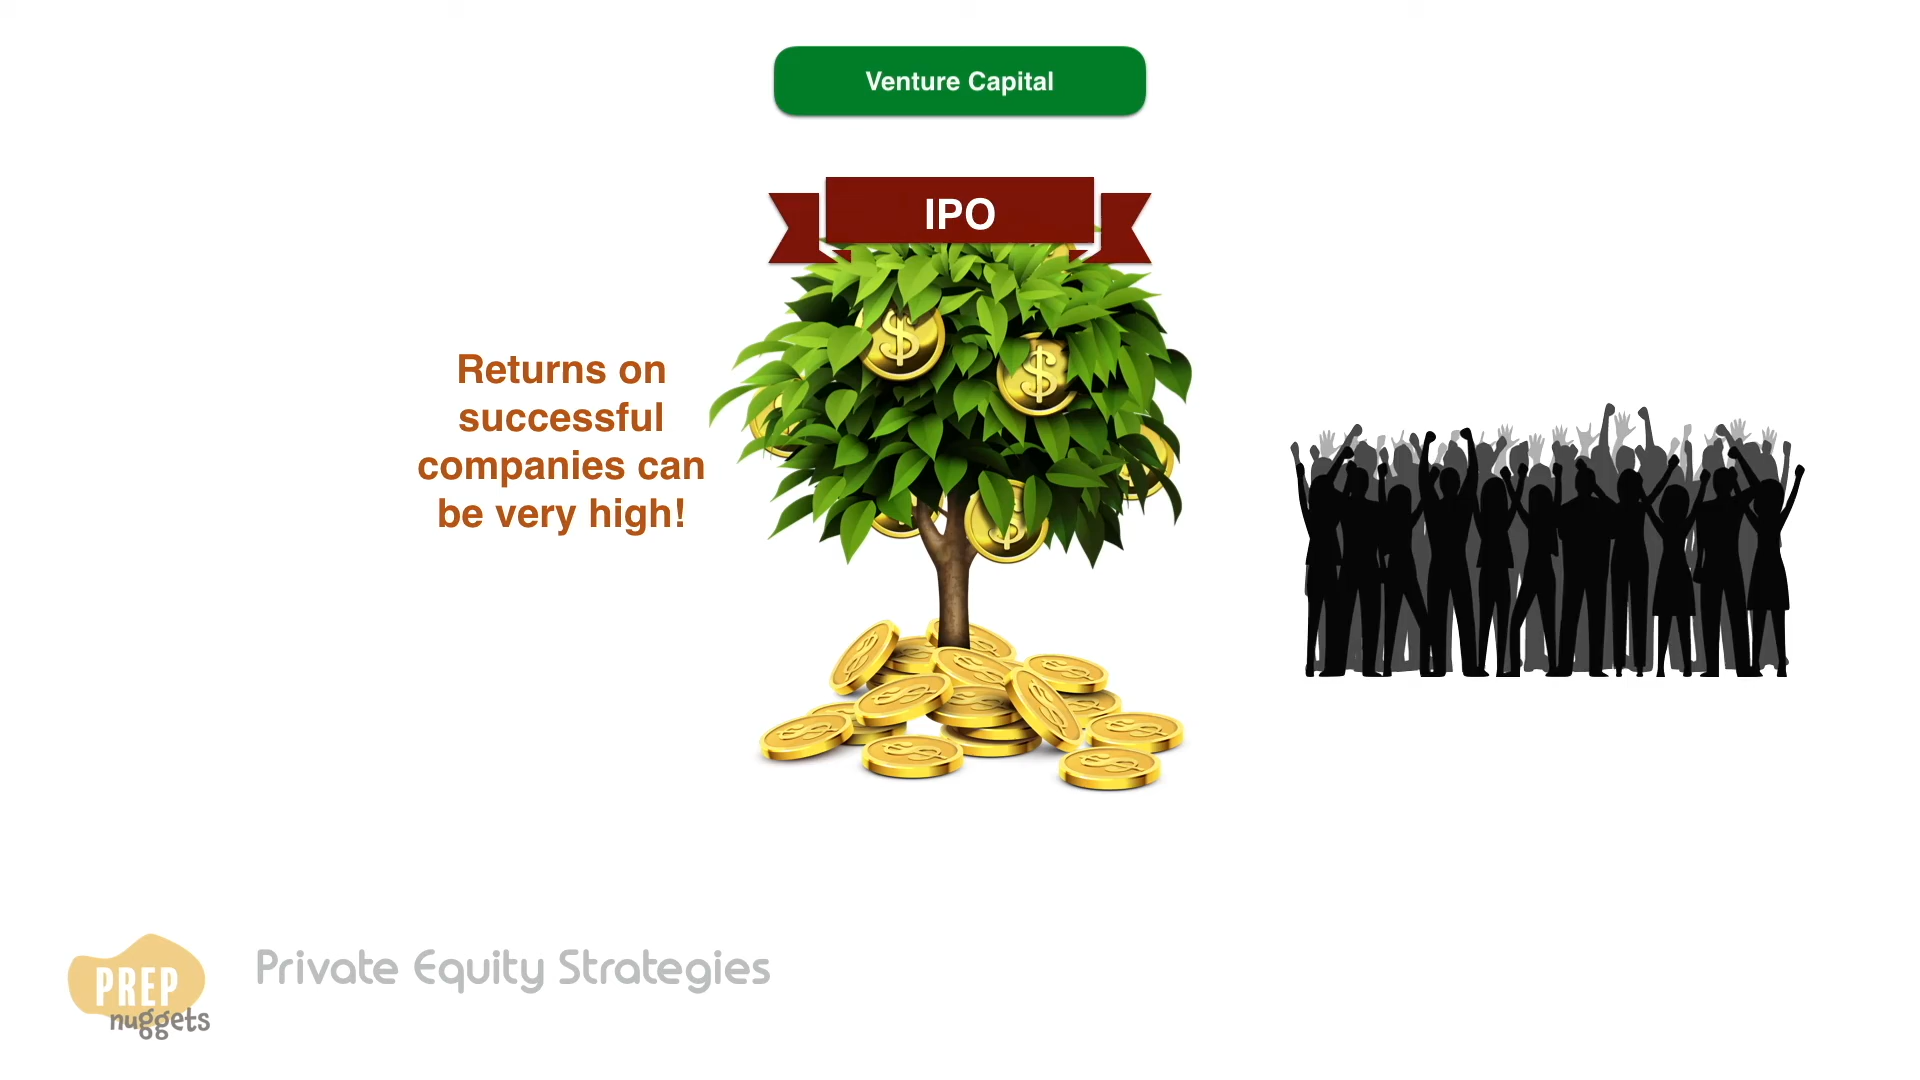 Venture Capital
IPO
Returns on
successful
companies can
be very high!
PREP
nuggets
Private Equity Strategies